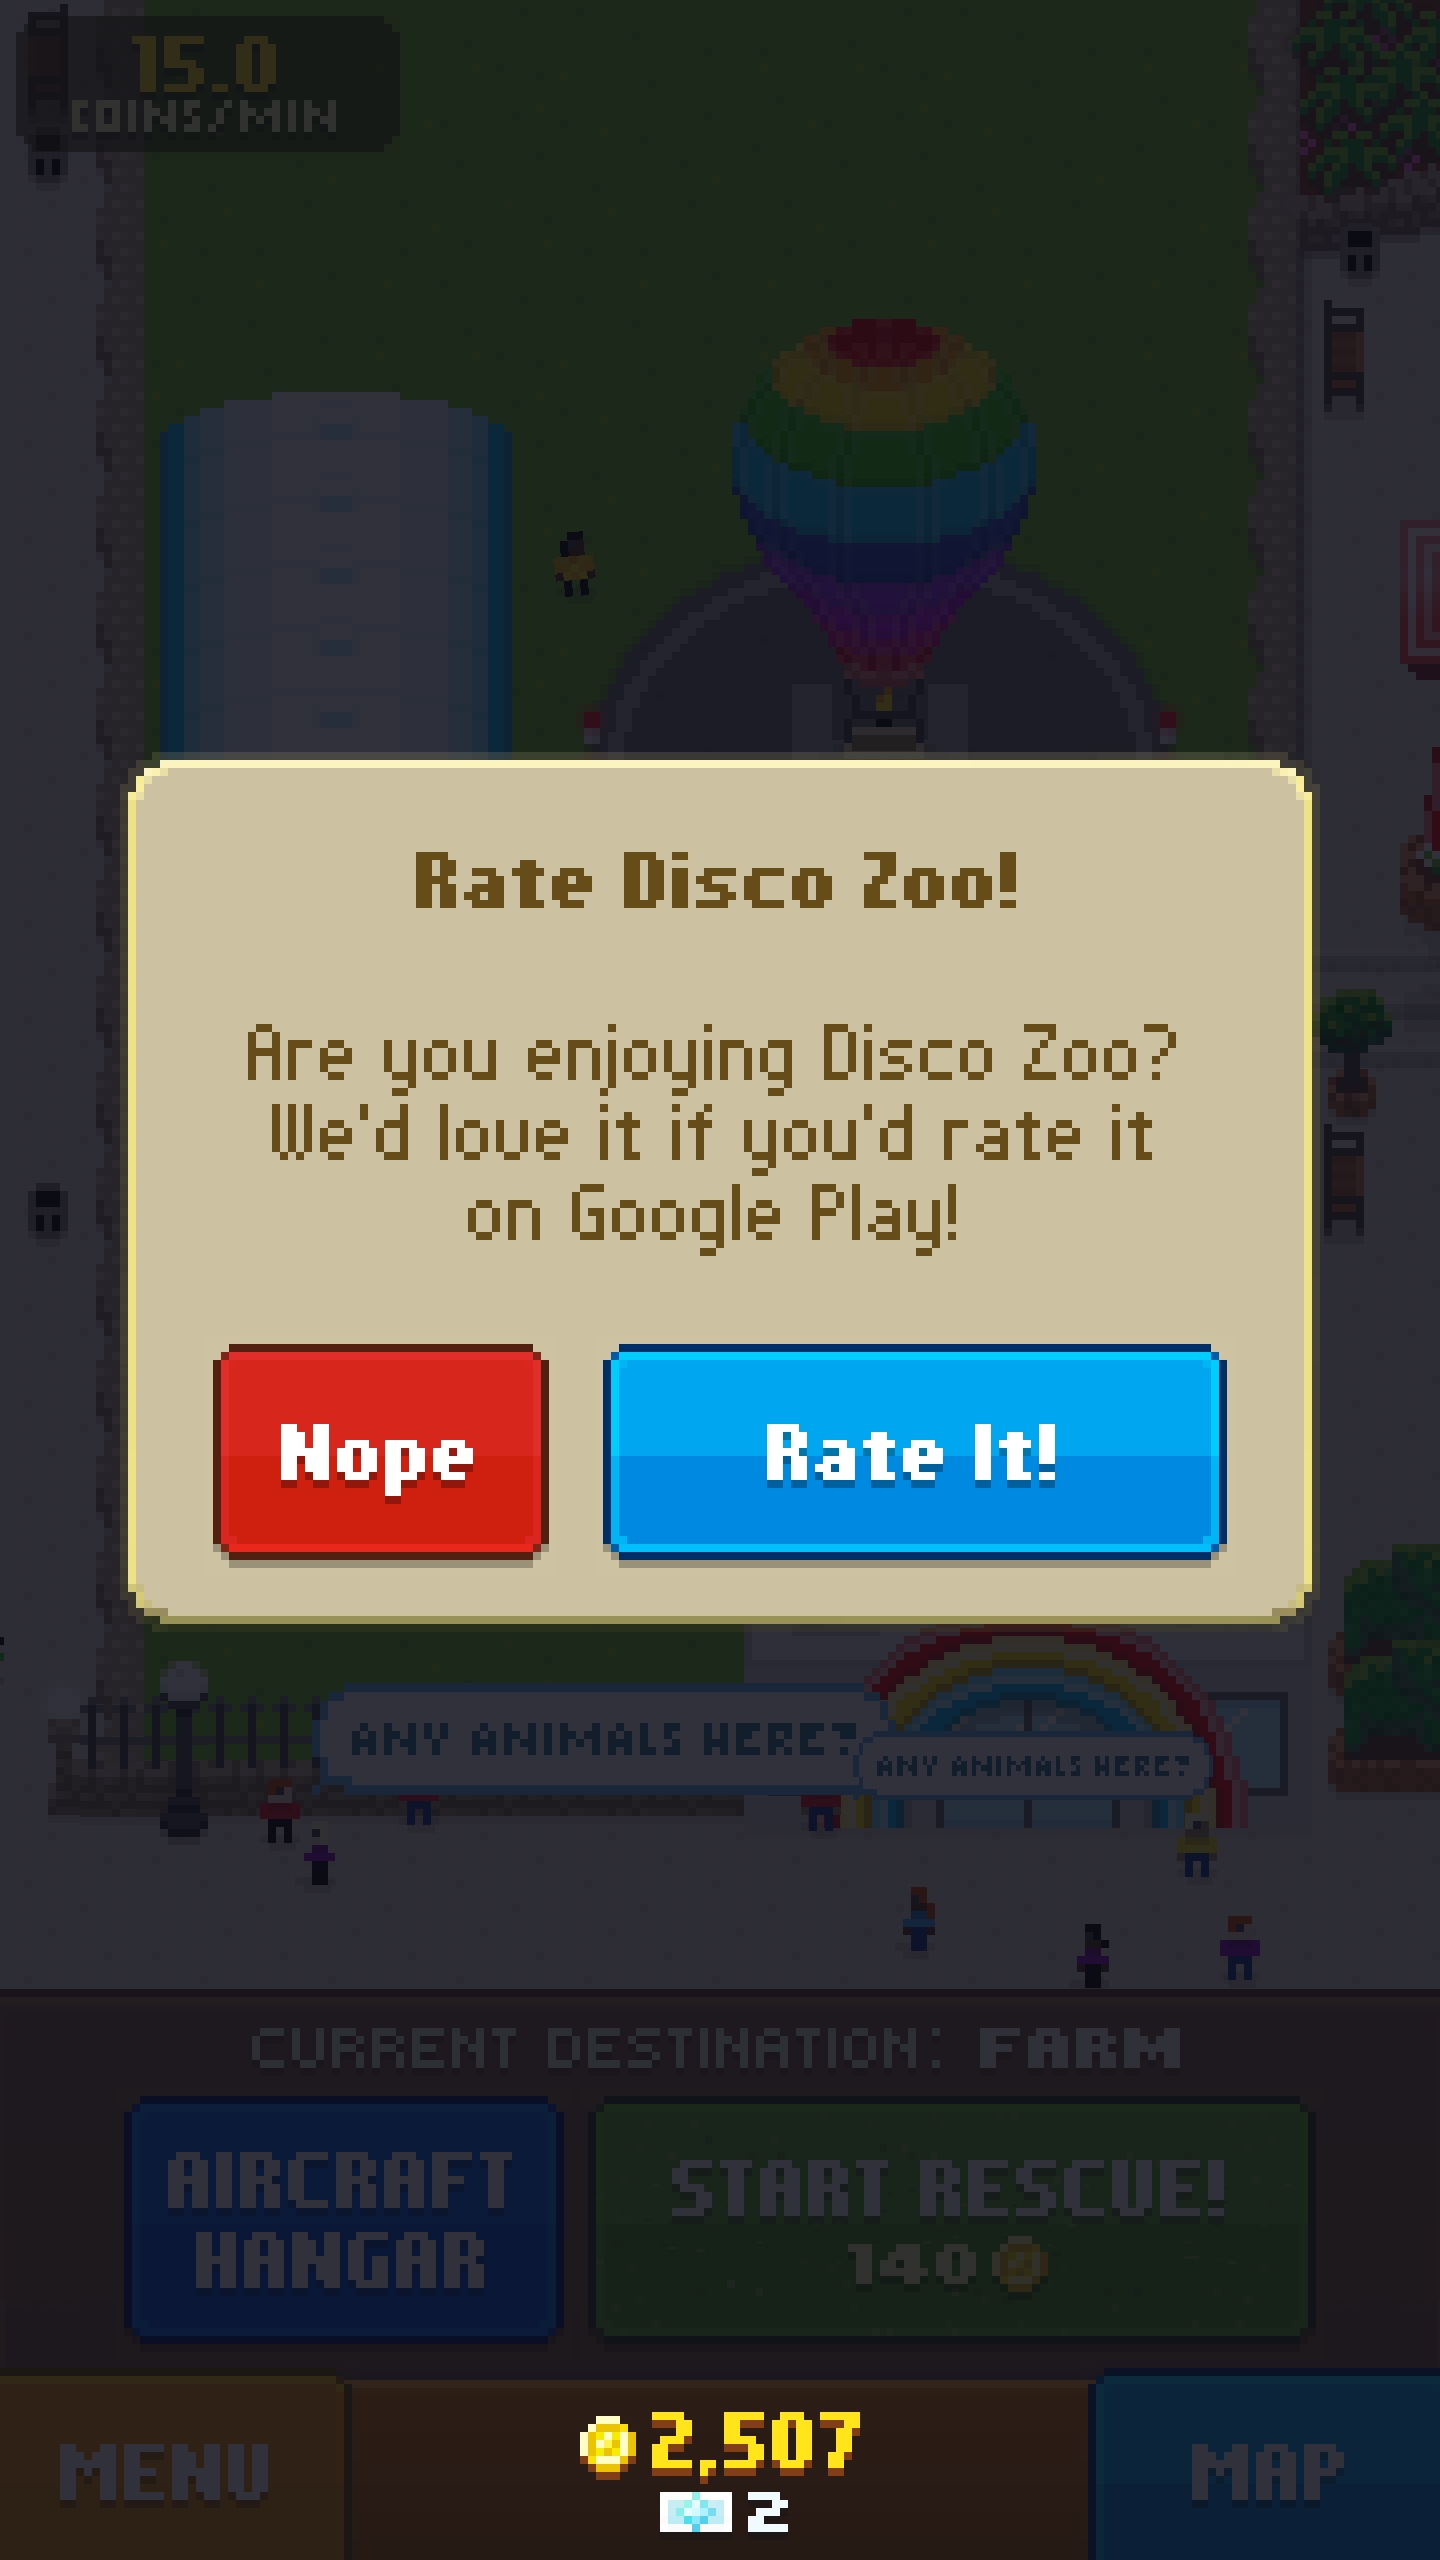 15.0
COINS/MIN
Rate Disco Zoo!
Are you enjoying Disco Zoo?
We'd love it if you'd rate it
on Google Play!
Nope
Rate It!
ANY ANIMALS HERE?
ANY ANIMALS HERE?
CURRENT DESTINATION: FARM
AIRCRAFT
HANGAR
START RESCUE!
140
MENU
2,507
2
MAP